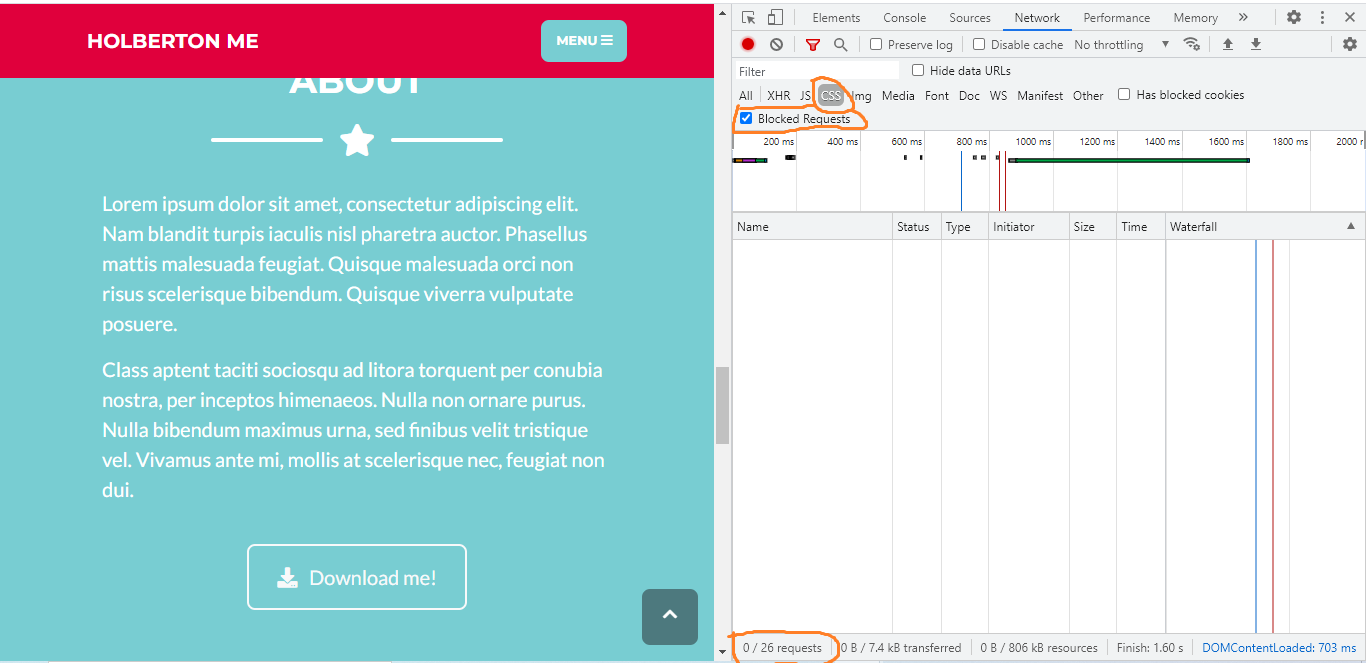 HOLBERTON ME
MENU
ABOUT
Lorem ipsum dolor sit amet, consectetur adipiscing elit.
Nam blandit turpis iaculis nisl pharetra auctor. Phasellus
mattis malesuada feugiat. Quisque malesuada orci non
risus scelerisque bibendum. Quisque viverra vulputate
posuere.
Class aptent taciti sociosqu ad litora torquent per conubia
nostra, per inceptos himenaeos. Nulla non ornare purus.
Nulla bibendum maximus urna, sed finibus velit tristique
vel. Vivamus ante mi, mollis at scelerisque nec, feugiat non
dui.
Download me!
Elements Console Sources Network Performance Memory
Preserve log Disable cache No throttling
Filter Hide data URLs
All XHR JS CSS Img Media Font Doc WS Manifest Other Has blocked cookies
Blocked Requests
200 ms 400 ms 600 ms 800 ms 1000 ms 1200 ms 1400 ms 1600 ms 1800 ms 2000 r
Name Status Type Initiator Size Time Waterfall
0 / 26 requests 0 B / 7.4 kB transferred 0 B / 806 kB resources Finish: 1.60 s DOMContentLoaded: 703 ms